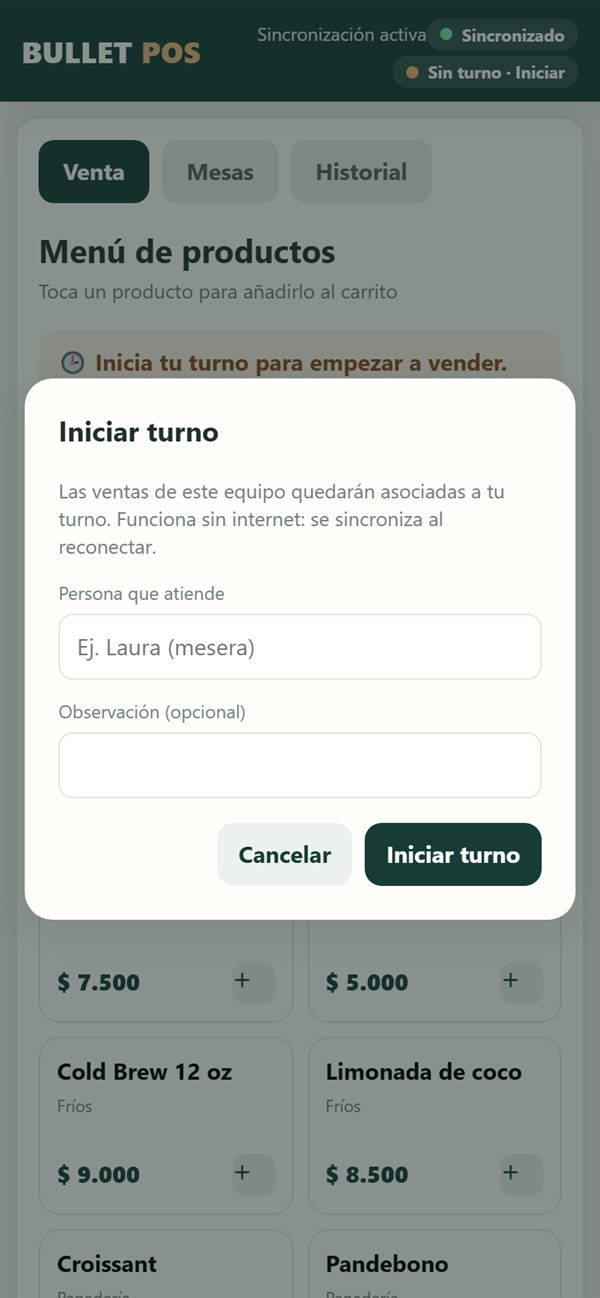 BULLET POS
Sincronización activa
Sincronizado
Sin turno · Iniciar
Venta
Mesas
Historial
Menú de productos
Toca un producto para añadirlo al carrito
Inicia tu turno para empezar a vender.
Iniciar turno
Las ventas de este equipo quedarán asociadas a tu
turno. Funciona sin internet: se sincroniza al
reconectar.
Persona que atiende
Ej. Laura (mesera)
Observación (opcional)
Cancelar
Iniciar turno
$ 7.500
+
$ 5.000
+
Cold Brew 12 oz
Limonada de coco
Fríos
Fríos
$ 9.000
+
$ 8.500
+
Croissant
Pandebono
Panadería
Panadería